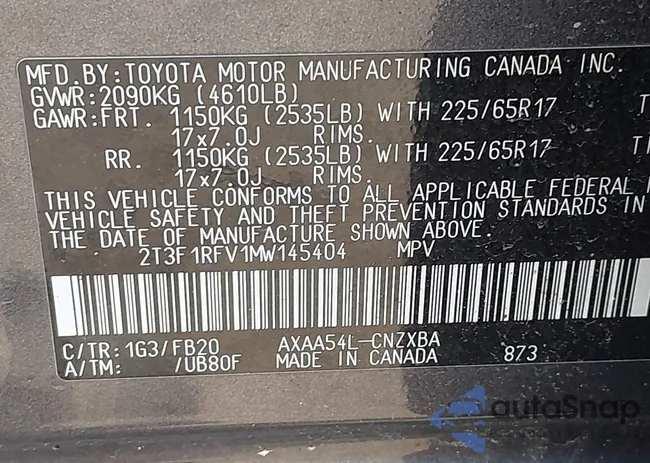 MFD.BY:TOYOTA MOTOR MANUFACTURING CANADA INC.
GVWR:2090KG (4610LB)
GAWR:FRT. 1150KG (2535LB) WITH 225/65R17
17x7.0J RIMS.
RR. 1150KG (2535LB) WITH 225/65R17
17x7.0J RIMS.
THIS VEHICLE CONFORMS TO ALL APPLICABLE FEDERAL
VEHICLE SAFETY AND THEFT PREVENTION STANDARDS IN
THE DATE OF MANUFACTURE SHOWN ABOVE.
2T3F1RFV1MW145404 MPV
C/TR: 1G3/FB20 AXAA54L-CNZXBA
A/TM: /UB80F MADE IN CANADA 873
autoSnap